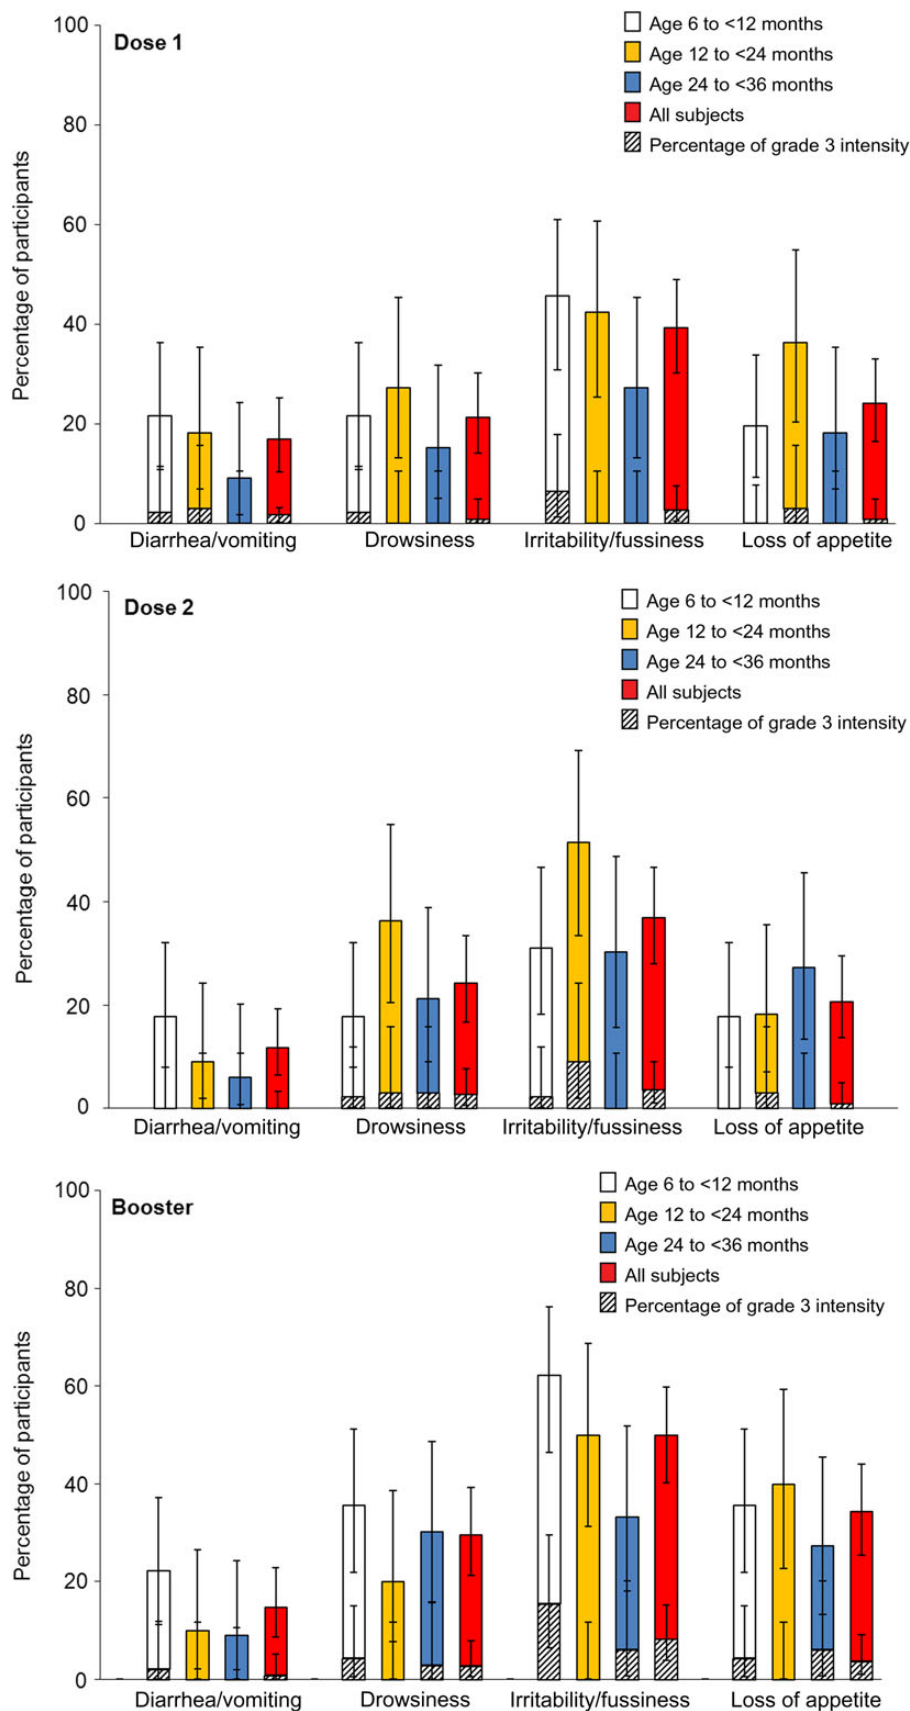 Dose 1
Age 6 to <12 months
Age 12 to <24 months
Age 24 to <36 months
All subjects
Percentage of grade 3 intensity
Percentage of participants
100
80
60
40
20
0
Diarrhea/vomiting Drowsiness Irritability/fussiness Loss of appetite
Dose 2
Age 6 to <12 months
Age 12 to <24 months
Age 24 to <36 months
All subjects
Percentage of grade 3 intensity
Percentage of participants
100
80
60
40
20
0
Diarrhea/vomiting Drowsiness Irritability/fussiness Loss of appetite
Booster
Age 6 to <12 months
Age 12 to <24 months
Age 24 to <36 months
All subjects
Percentage of grade 3 intensity
Percentage of participants
100
80
60
40
20
0
Diarrhea/vomiting Drowsiness Irritability/fussiness Loss of appetite